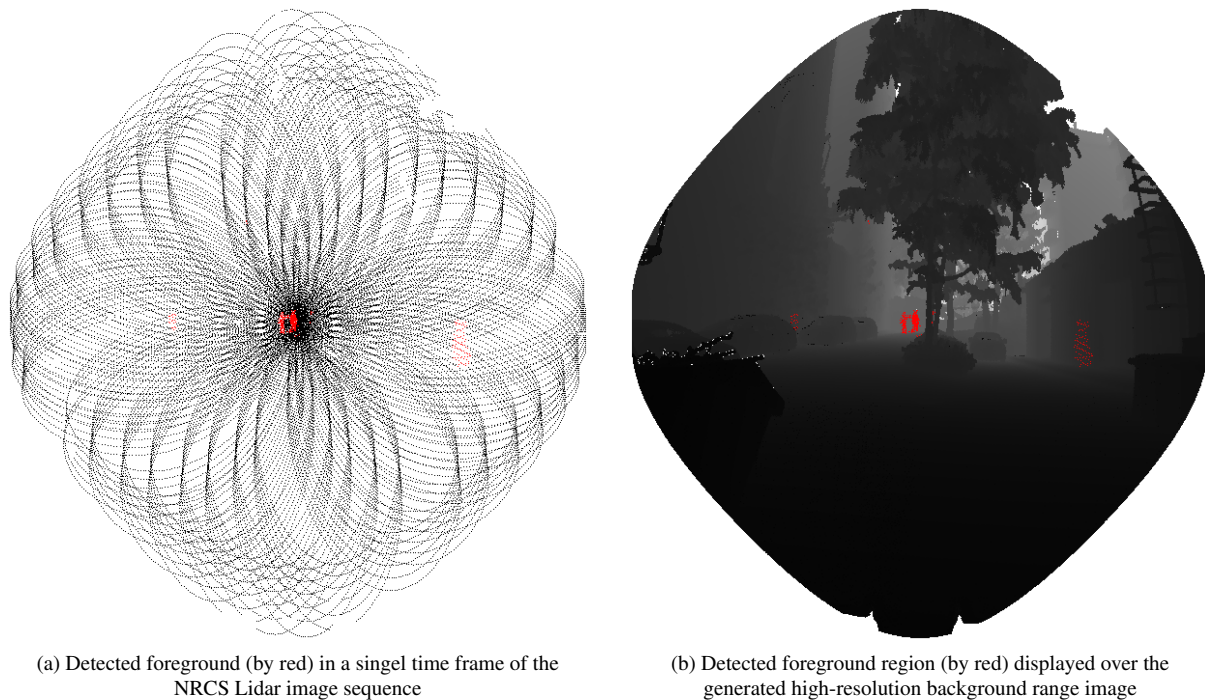 (a) Detected foreground (by red) in a singel time frame of the
NRCS Lidar image sequence
(b) Detected foreground region (by red) displayed over the
generated high-resolution background range image